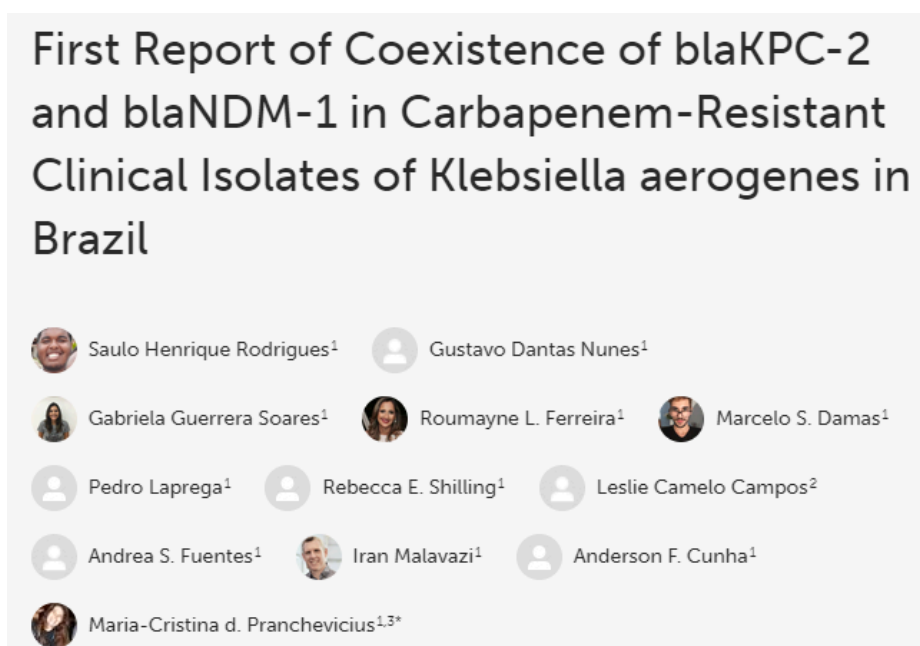 First Report of Coexistence of blaKPC-2
and blaNDM-1 in Carbapenem-Resistant
Clinical Isolates of Klebsiella aerogenes in
Brazil
Saulo Henrique Rodrigues¹ Gustavo Dantas Nunes¹
Gabriela Guerrera Soares¹ Roumayne L. Ferreira¹ Marcelo S. Damas¹
Pedro Laprega¹ Rebecca E. Shilling¹ Leslie Camelo Campos²
Andrea S. Fuentes¹ Iran Malavazi¹ Anderson F. Cunha¹
Maria-Cristina d. Pranchevicius¹,³*